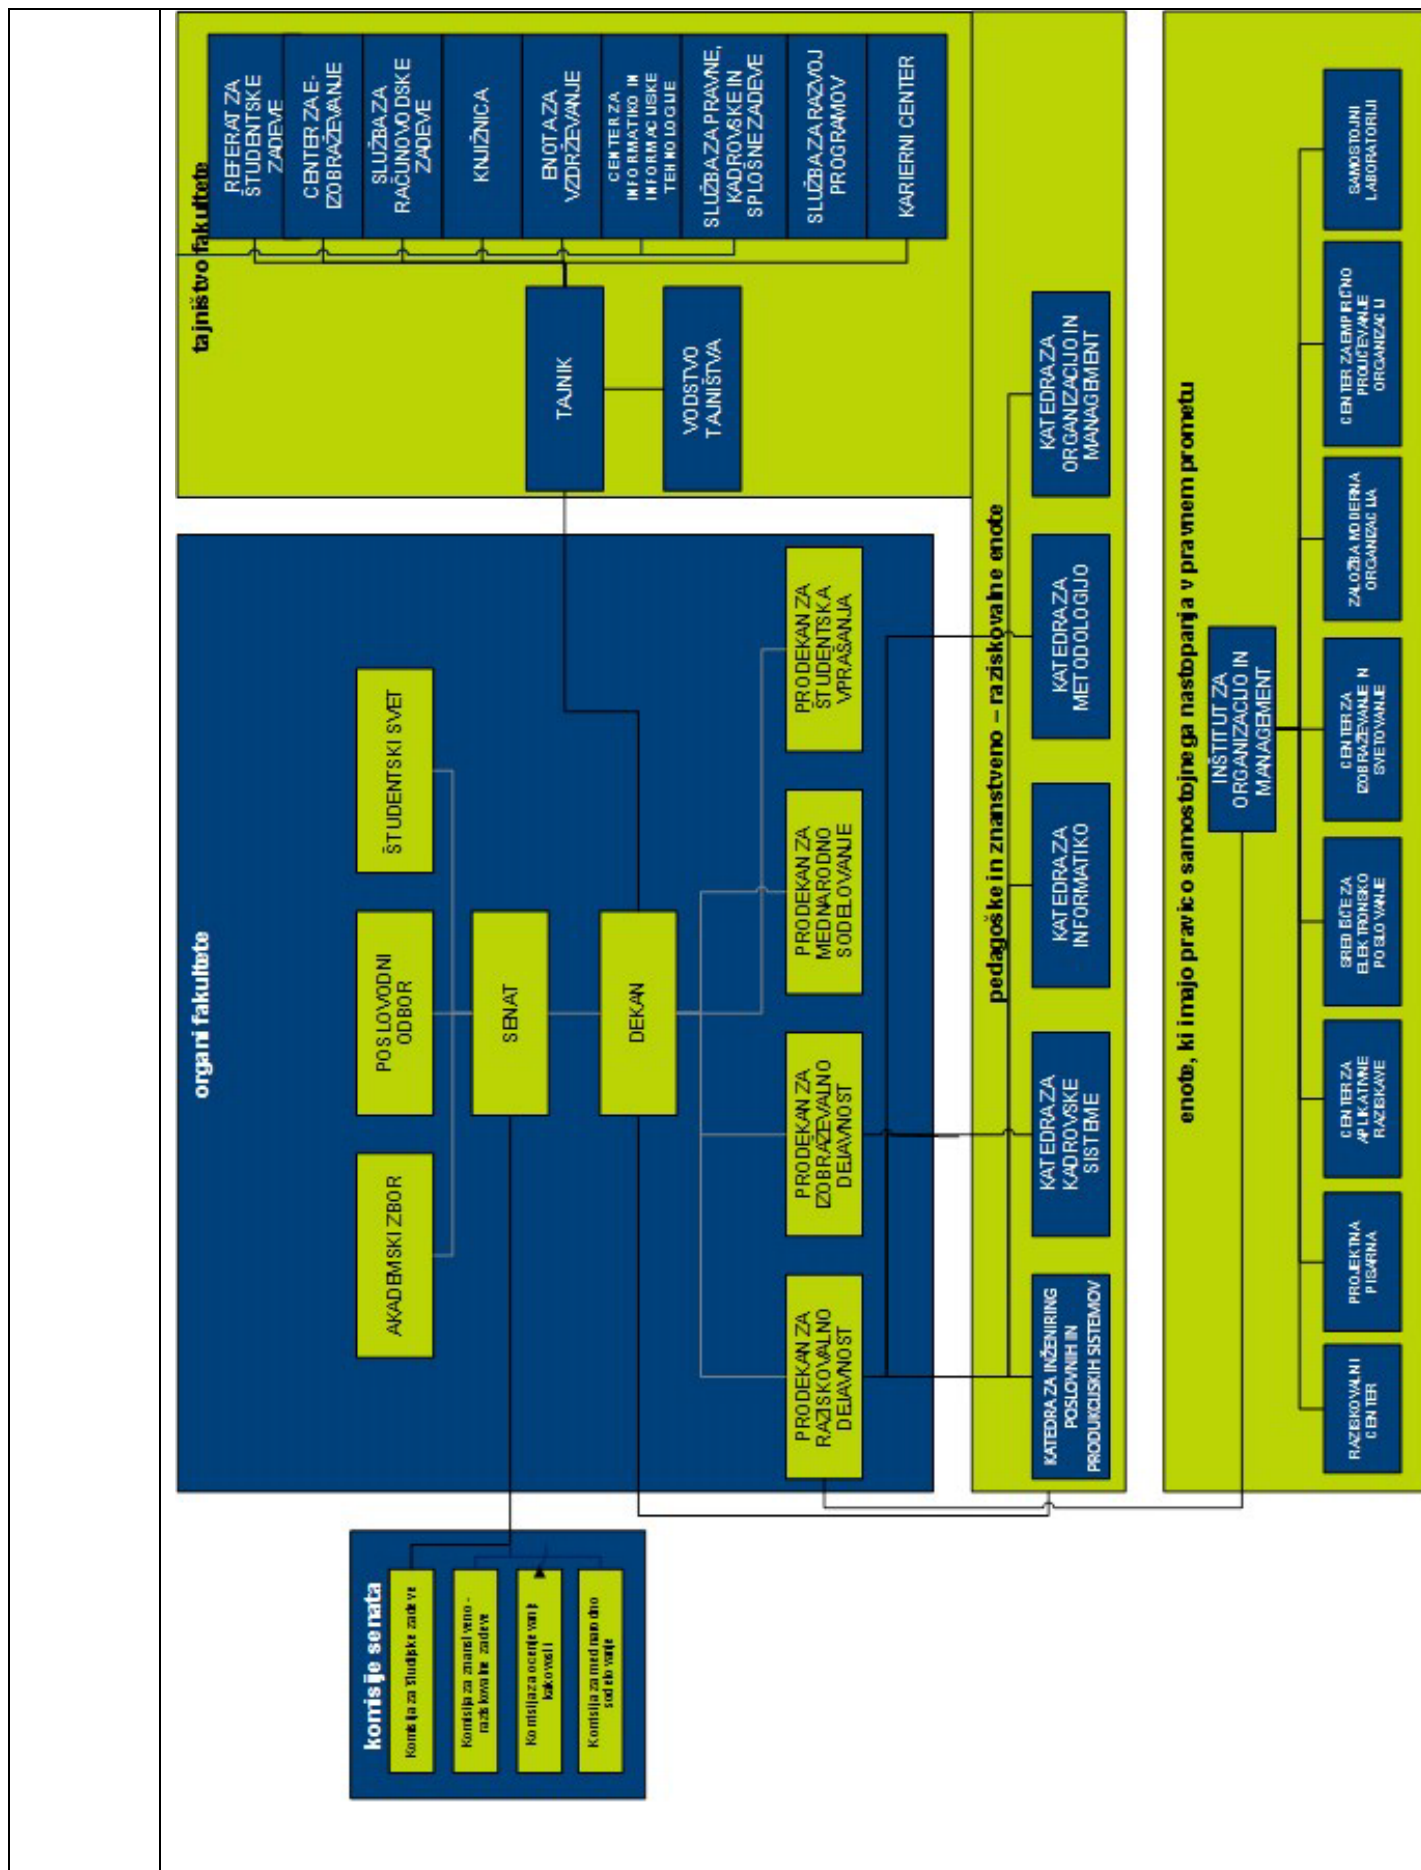 komisije senata
Komisija za študijske zadeve
Komisija za znanstveno -
raziskovalne zadeve
Komisija za ocenjevanje
kakovosti
Komisija za mednarodno
sodelovanje
organi fakultete
AKADEMSKI ZBOR
POSLOVODNI
ODBOR
ŠTUDENTSKI SVET
SENAT
DEKAN
PRODEKAN ZA
RAZISKOVALNO
DEJAVNOST
PRODEKAN ZA
IZOBRAŽEVALNO
DEJAVNOST
PRODEKAN ZA
MEDNARODNO
SODELOVANJE
PRODEKAN ZA
ŠTUDENTSKA
VPRAŠANJA
tajništvo fakultete
REFERAT ZA
ŠTUDENTSKE
ZADEVE
CENTER ZA E-
IZOBRAŽEVANJE
SLUŽBA ZA
RAČUNOVODSKE
ZADEVE
KNJIŽNICA
ENOTA ZA
VZDRŽEVANJE
CENTER ZA
INFORMATIKO IN
INFORMACIJSKE
TEHNOLOGIJE
SLUŽBA ZA PRAVNE,
KADROVSKE IN
SPLOŠNE ZADEVE
SLUŽBA ZA RAZVOJ
PROGRAMOV
KARIERNI CENTER
TAJNIK
VODSTVO
TAJNIŠTVA
pedagoške in znanstveno – raziskovalne enote
KATEDRA ZA INŽENIRING
POSLOVNIH IN
PRODUKCIJSKIH SISTEMOV
KATEDRA ZA
KADROVSKE
SISTEME
KATEDRA ZA
INFORMATIKO
KATEDRA ZA
METODOLOGIJO
KATEDRA ZA
ORGANIZACIJO IN
MANAGEMENT
enote, ki imajo pravico samostojnega nastopanja v pravnem prometu
INŠTITUT ZA
ORGANIZACIJO IN
MANAGEMENT
RAZISKOVALNI
CENTER
PROJEKTNA
PISARNA
CENTER ZA
APLIKATIVNE
RAZISKAVE
SREDIŠČE ZA
ELEKTRONSKO
POSLOVANJE
CENTER ZA
IZOBRAŽEVANJE IN
SVETOVANJE
ZALOŽBA MODERNA
ORGANIZACIJA
CENTER ZA EMPIRIČNO
PROUČEVANJE
ORGANIZACIJ
SAMOSTOJNI
LABORATORIJI